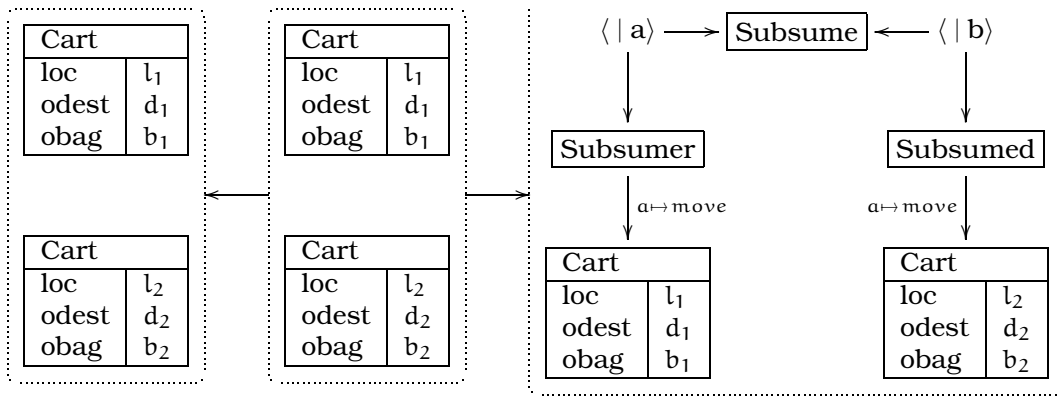 Cart
loc l₁
odest d₁
obag b₁
Cart
loc l₂
odest d₂
obag b₂
Cart
loc l₁
odest d₁
obag b₁
Cart
loc l₂
odest d₂
obag b₂
⟨ | a⟩ Subsume ⟨ | b⟩
Subsumer Subsumed
a↦move a↦move
Cart
loc l₁
odest d₁
obag b₁
Cart
loc l₂
odest d₂
obag b₂